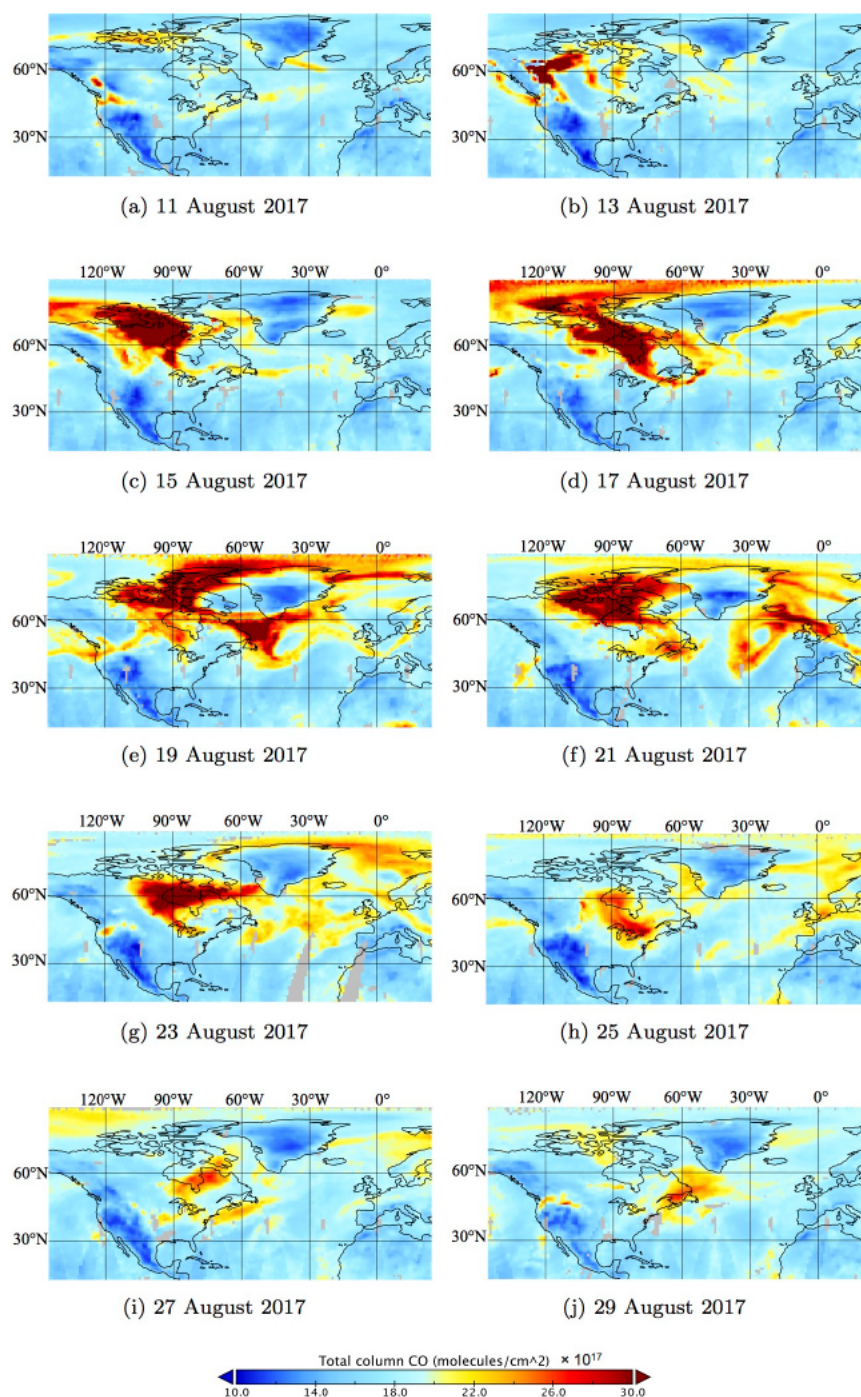 60°N
30°N
60°N
30°N
(a) 11 August 2017
(b) 13 August 2017
120°W 90°W 60°W 30°W 0°
120°W 90°W 60°W 30°W 0°
60°N
30°N
60°N
30°N
(c) 15 August 2017
(d) 17 August 2017
120°W 90°W 60°W 30°W 0°
120°W 90°W 60°W 30°W 0°
60°N
30°N
60°N
30°N
(e) 19 August 2017
(f) 21 August 2017
120°W 90°W 60°W 30°W 0°
120°W 90°W 60°W 30°W 0°
60°N
30°N
60°N
30°N
(g) 23 August 2017
(h) 25 August 2017
120°W 90°W 60°W 30°W 0°
120°W 90°W 60°W 30°W 0°
60°N
30°N
60°N
30°N
(i) 27 August 2017
(j) 29 August 2017
Total column CO (molecules/cm^2) × 10¹⁷
10.0 14.0 18.0 22.0 26.0 30.0